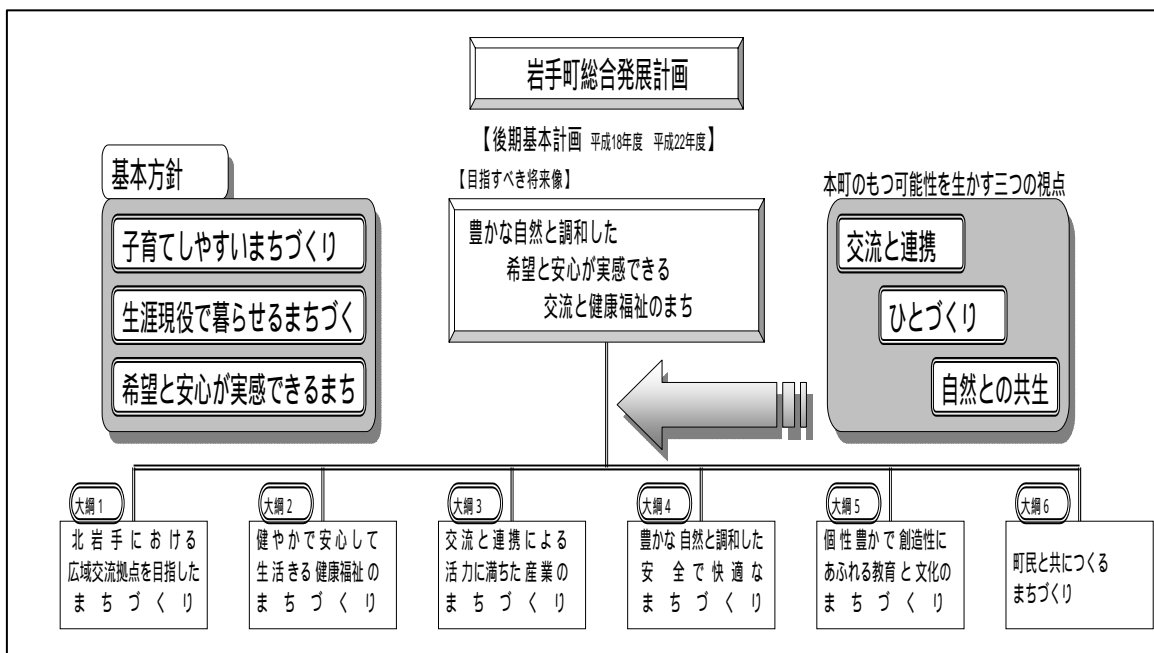 岩手町総合発展計画
【後期基本計画 平成18年度 平成22年度】
基本方針
子育てしやすいまちづくり
生涯現役で暮らせるまちづく
希望と安心が実感できるまち
【目指すべき将来像】
豊かな自然と調和した
希望と安心が実感できる
交流と健康福祉のまち
本町のもつ可能性を生かす三つの視点
交流と連携
ひとづくり
自然との共生
大綱1
北岩手における
広域交流拠点を目指した
まちづくり
大綱2
健やかで安心して
生活きる健康福祉の
まちづくり
大綱3
交流と連携による
活力に満ちた産業の
まちづくり
大綱4
豊かな自然と調和した
安全で快適な
まちづくり
大綱5
個性豊かで創造性に
あふれる教育と文化の
まちづくり
大綱6
町民と共につくる
まちづくり